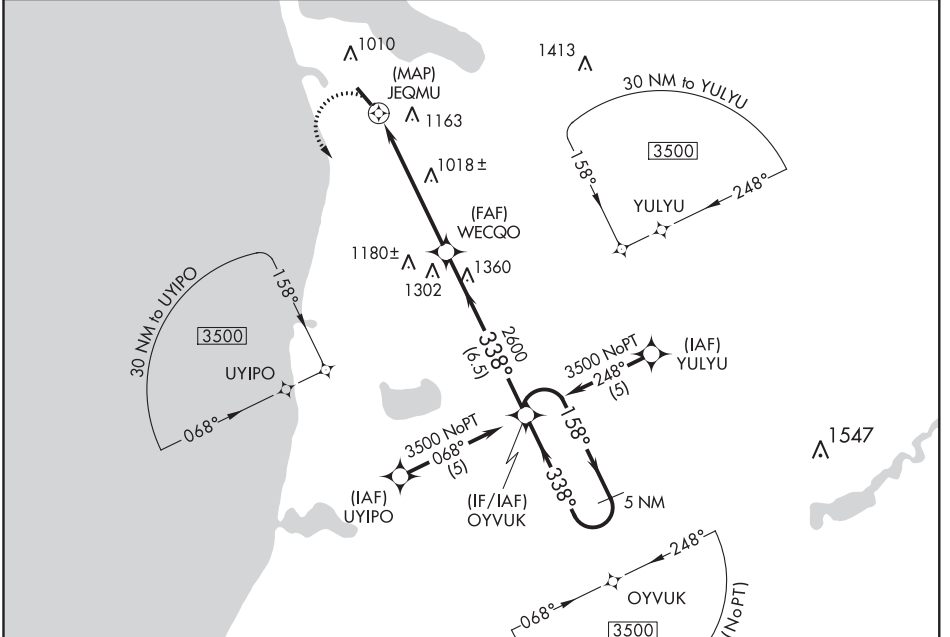 1010
(MAP)
JEQMU
1163
1413
30 NM to YULYU
3500
158°
248°
YULYU
1018±
(FAF)
WECQO
1180±
1302
1360
30 NM to UYIPO
158°
3500
UYIPO
068°
2600
338°
(6.5)
3500 NoPT
248°
(5)
(IAF)
YULYU
3500 NoPT
068°
(5)
(IAF)
UYIPO
158°
338°
(IF/IAF)
OYVUK
5 NM
1547
248°
068°
OYVUK
3500
(NoPT)